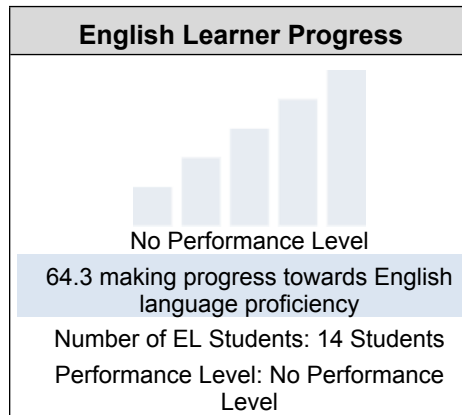 English Learner Progress
No Performance Level
64.3 making progress towards English
language proficiency
Number of EL Students: 14 Students
Performance Level: No Performance
Level